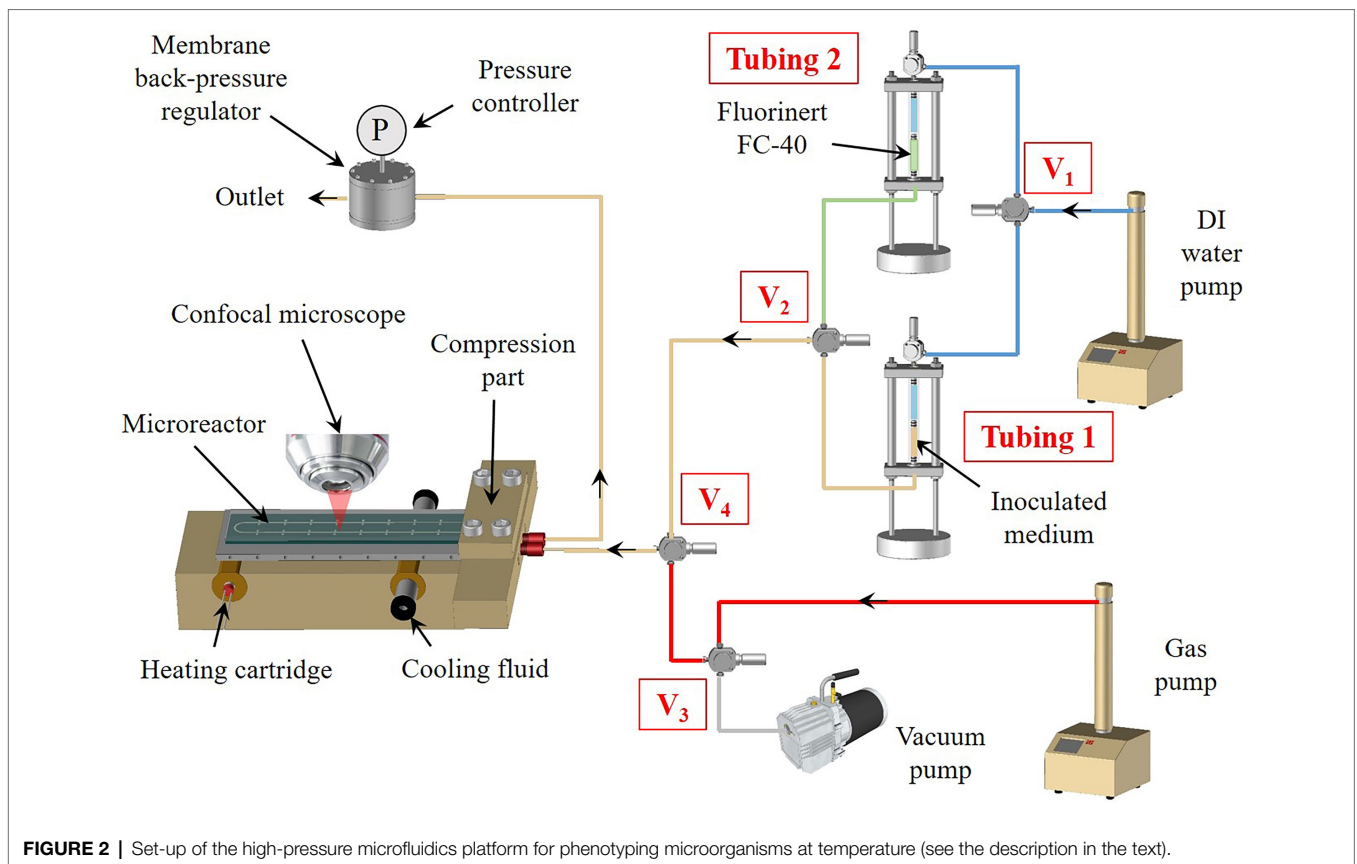 Membrane
back-pressure
regulator
Pressure
controller
P
Outlet
Tubing 2
Fluorinert
FC-40
V1
DI
water
pump
V2
Confocal microscope
Compression
part
Microreactor
Tubing 1
V4
Inoculated
medium
Heating cartridge
Cooling fluid
V3
Vacuum
pump
Gas
pump
FIGURE 2 | Set-up of the high-pressure microfluidics platform for phenotyping microorganisms at temperature (see the description in the text).